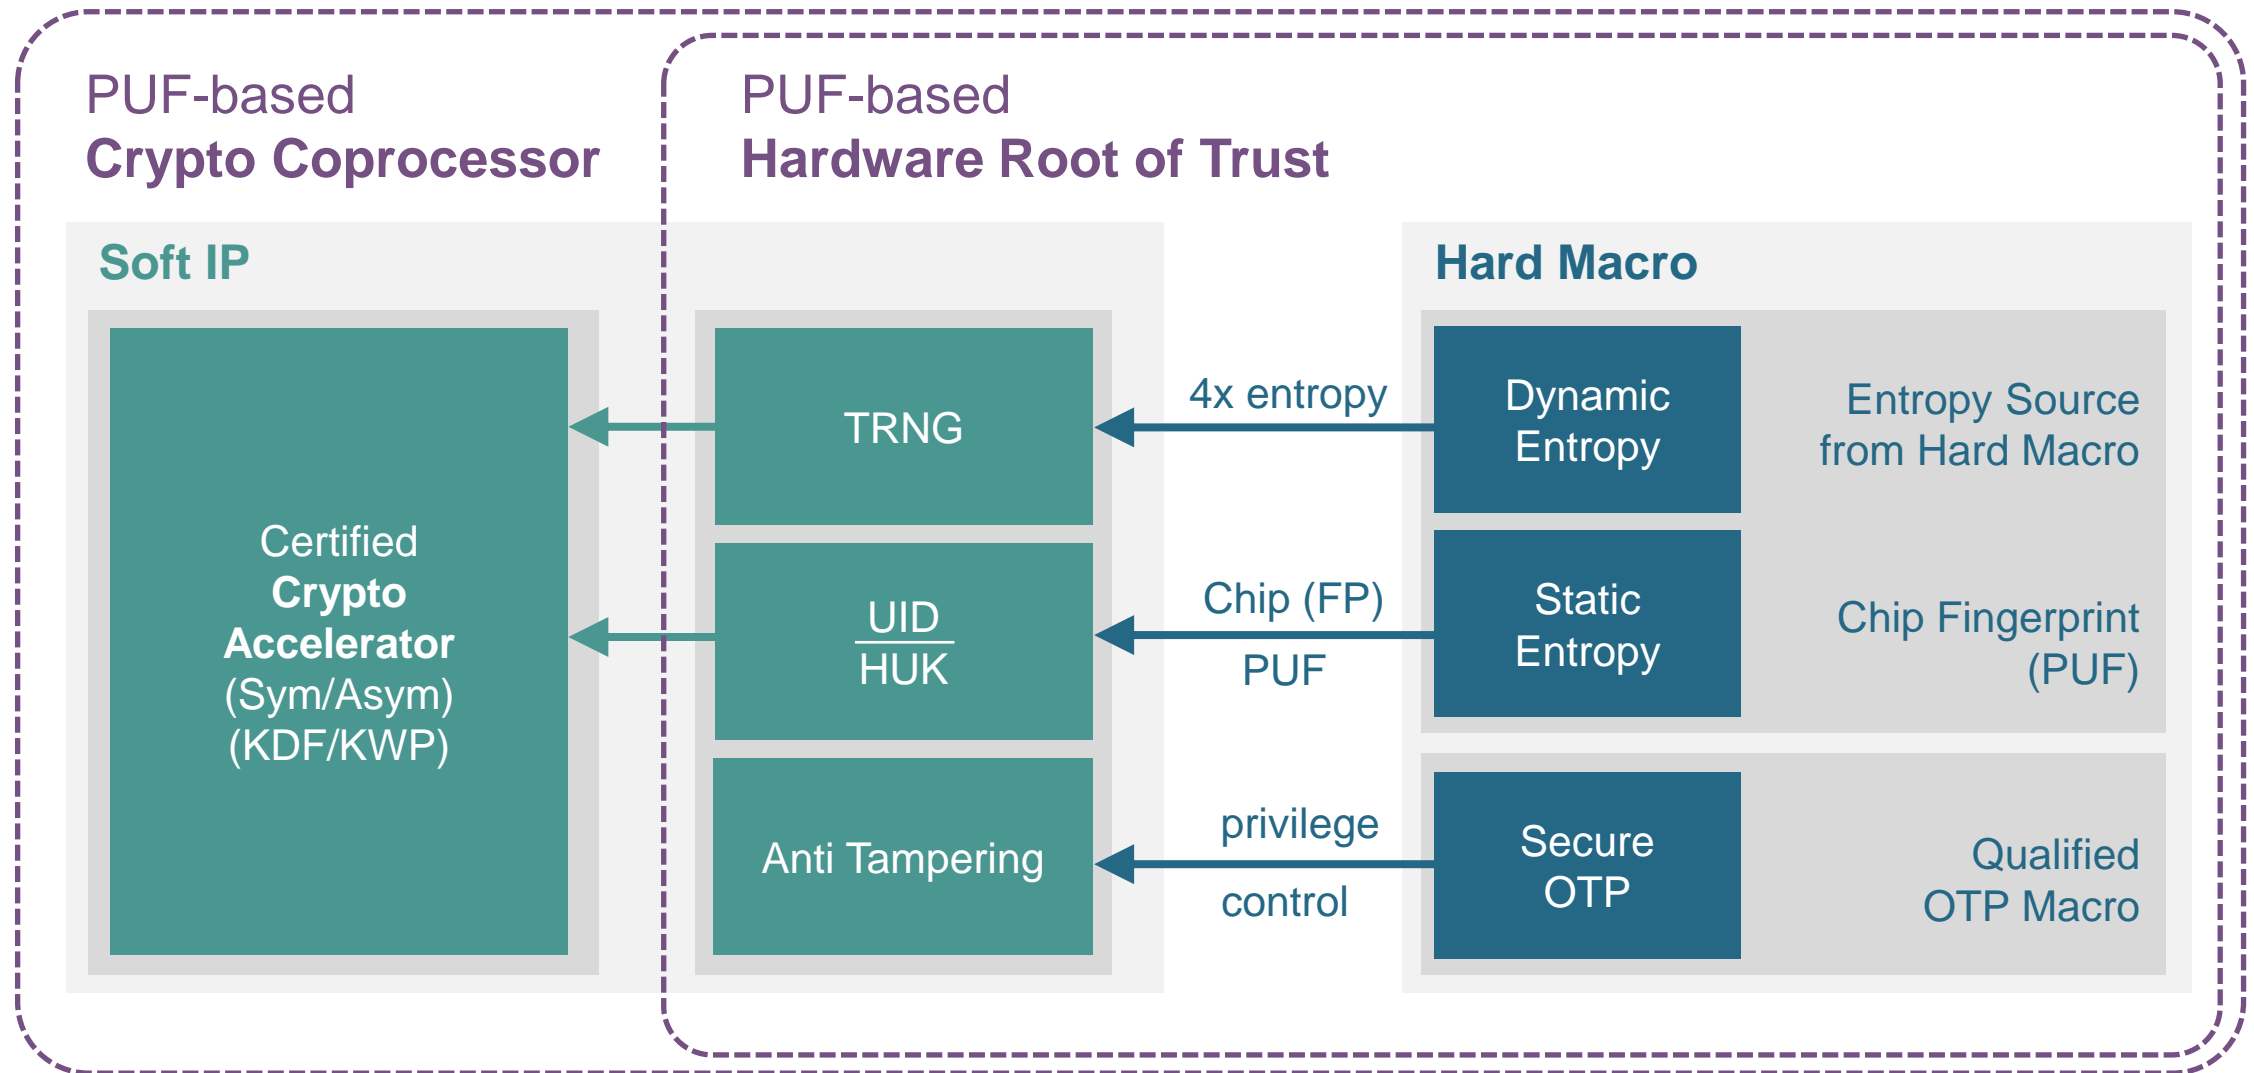 PUF-based
Crypto Coprocessor
PUF-based
Hardware Root of Trust
Soft IP
Hard Macro
Certified
Crypto
Accelerator
(Sym/Asym)
(KDF/KWP)
TRNG
UID
HUK
Anti Tampering
4x entropy
Chip (FP)
PUF
privilege
control
Dynamic
Entropy
Static
Entropy
Secure
OTP
Entropy Source
from Hard Macro
Chip Fingerprint
(PUF)
Qualified
OTP Macro